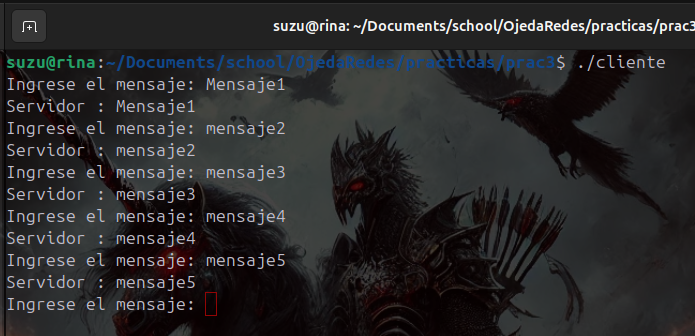 suzu@rina: ~/Documents/school/OjedaRedes/practicas/prac3
suzu@rina:~/Documents/school/OjedaRedes/practicas/prac3$ ./cliente
Ingrese el mensaje: Mensaje1
Servidor : Mensaje1
Ingrese el mensaje: mensaje2
Servidor : mensaje2
Ingrese el mensaje: mensaje3
Servidor : mensaje3
Ingrese el mensaje: mensaje4
Servidor : mensaje4
Ingrese el mensaje: mensaje5
Servidor : mensaje5
Ingrese el mensaje: